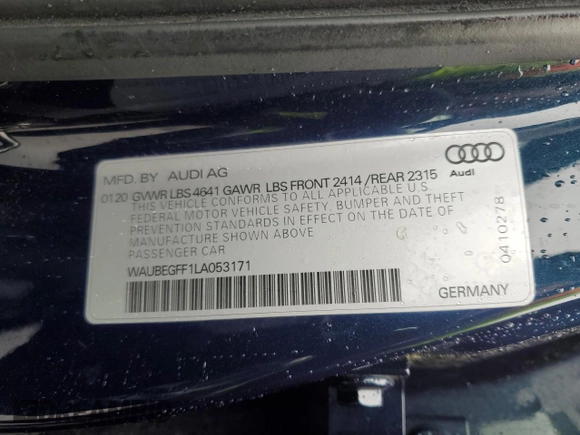 MFD. BY AUDI AG
0120 GVWR LBS 4641 GAWR LBS FRONT 2414 / REAR 2315
THIS VEHICLE CONFORMS TO ALL APPLICABLE U.S.
FEDERAL MOTOR VEHICLE SAFETY, BUMPER AND THEFT
PREVENTION STANDARDS IN EFFECT ON THE DATE OF
MANUFACTURE SHOWN ABOVE
PASSENGER CAR
WAUBEGFF1LA053171
Audi
0410278
GERMANY